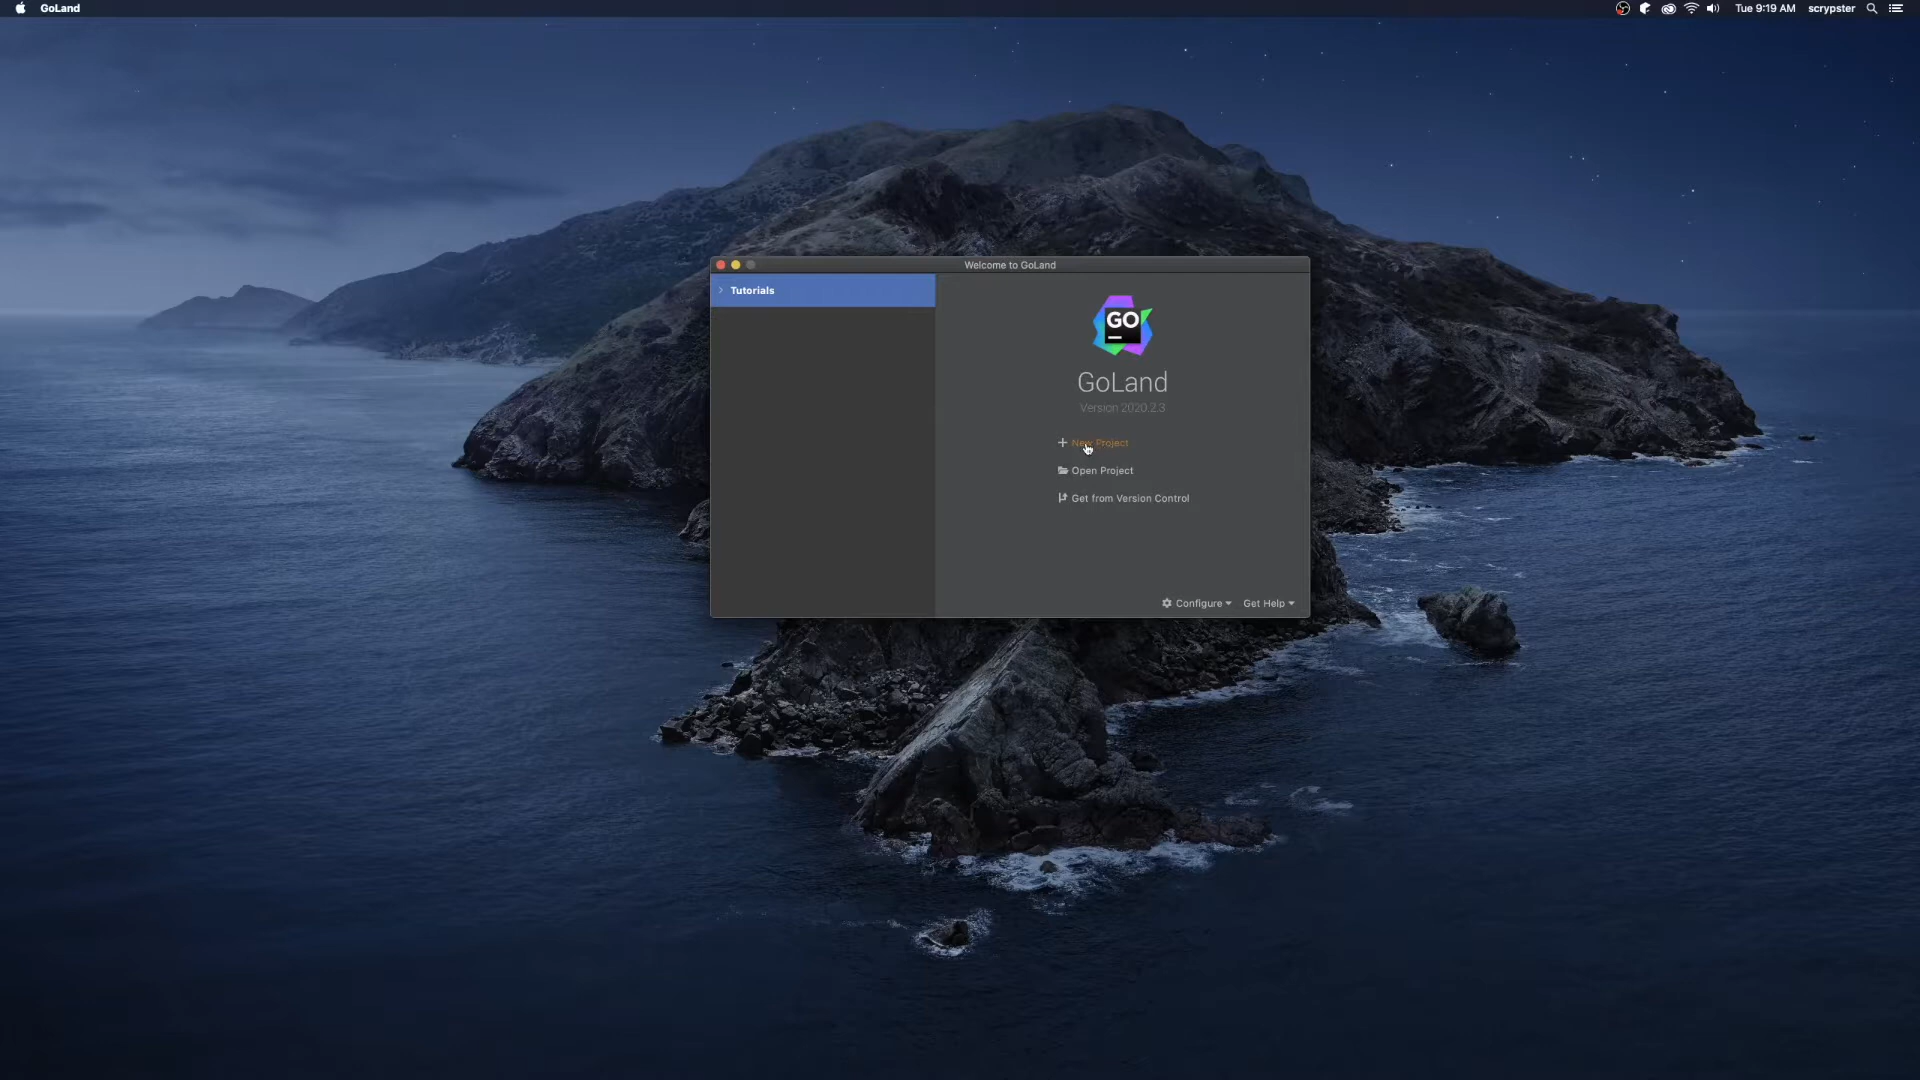 GoLand
Tue 9:19 AM
scrypster
Welcome to GoLand
Tutorials
GO
GoLand
Version 2020.2.3
New Project
Open Project
Get from Version Control
Configure
Get Help